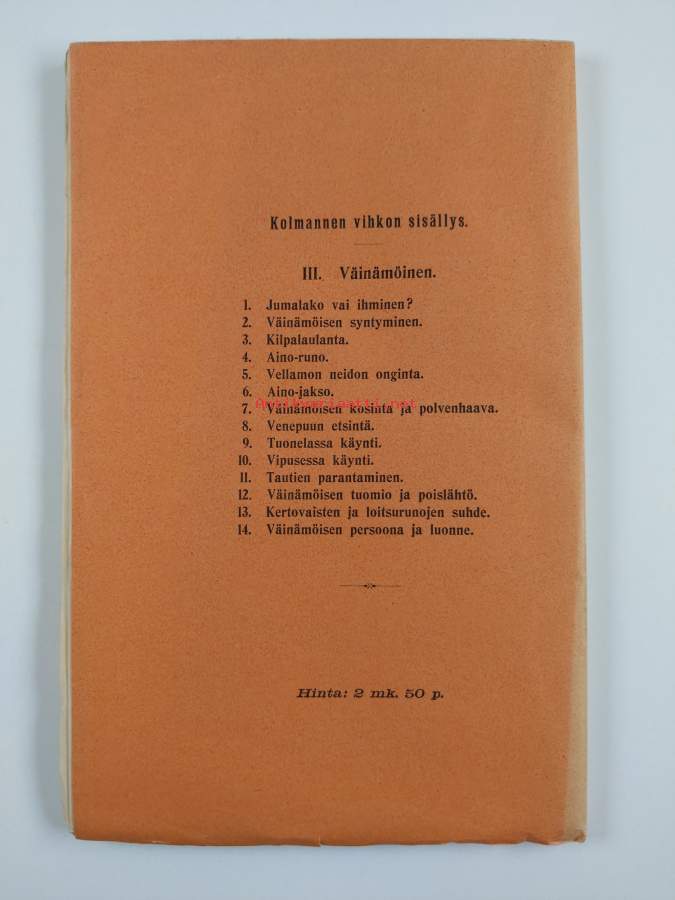 Kolmannen vihkon sisällys.
III. Väinämöinen.
1. Jumalako vai ihminen?
2. Väinämöisen syntyminen.
3. Kilpalaulanta.
4. Aino-runo.
5. Vellamon neidon onginta.
6. Aino-jakso.
Antikvariaatti.net
7. Väinämöisen kosinta ja polvenhaava.
8. Venepuun etsintä.
9. Tuonelassa käynti.
10. Vipusessa käynti.
11. Tautien parantaminen.
12. Väinämöisen tuomio ja poislähtö.
13. Kertovaisten ja loitsurunojen suhde.
14. Väinämöisen persoona ja luonne.
Hinta: 2 mk. 50 p.